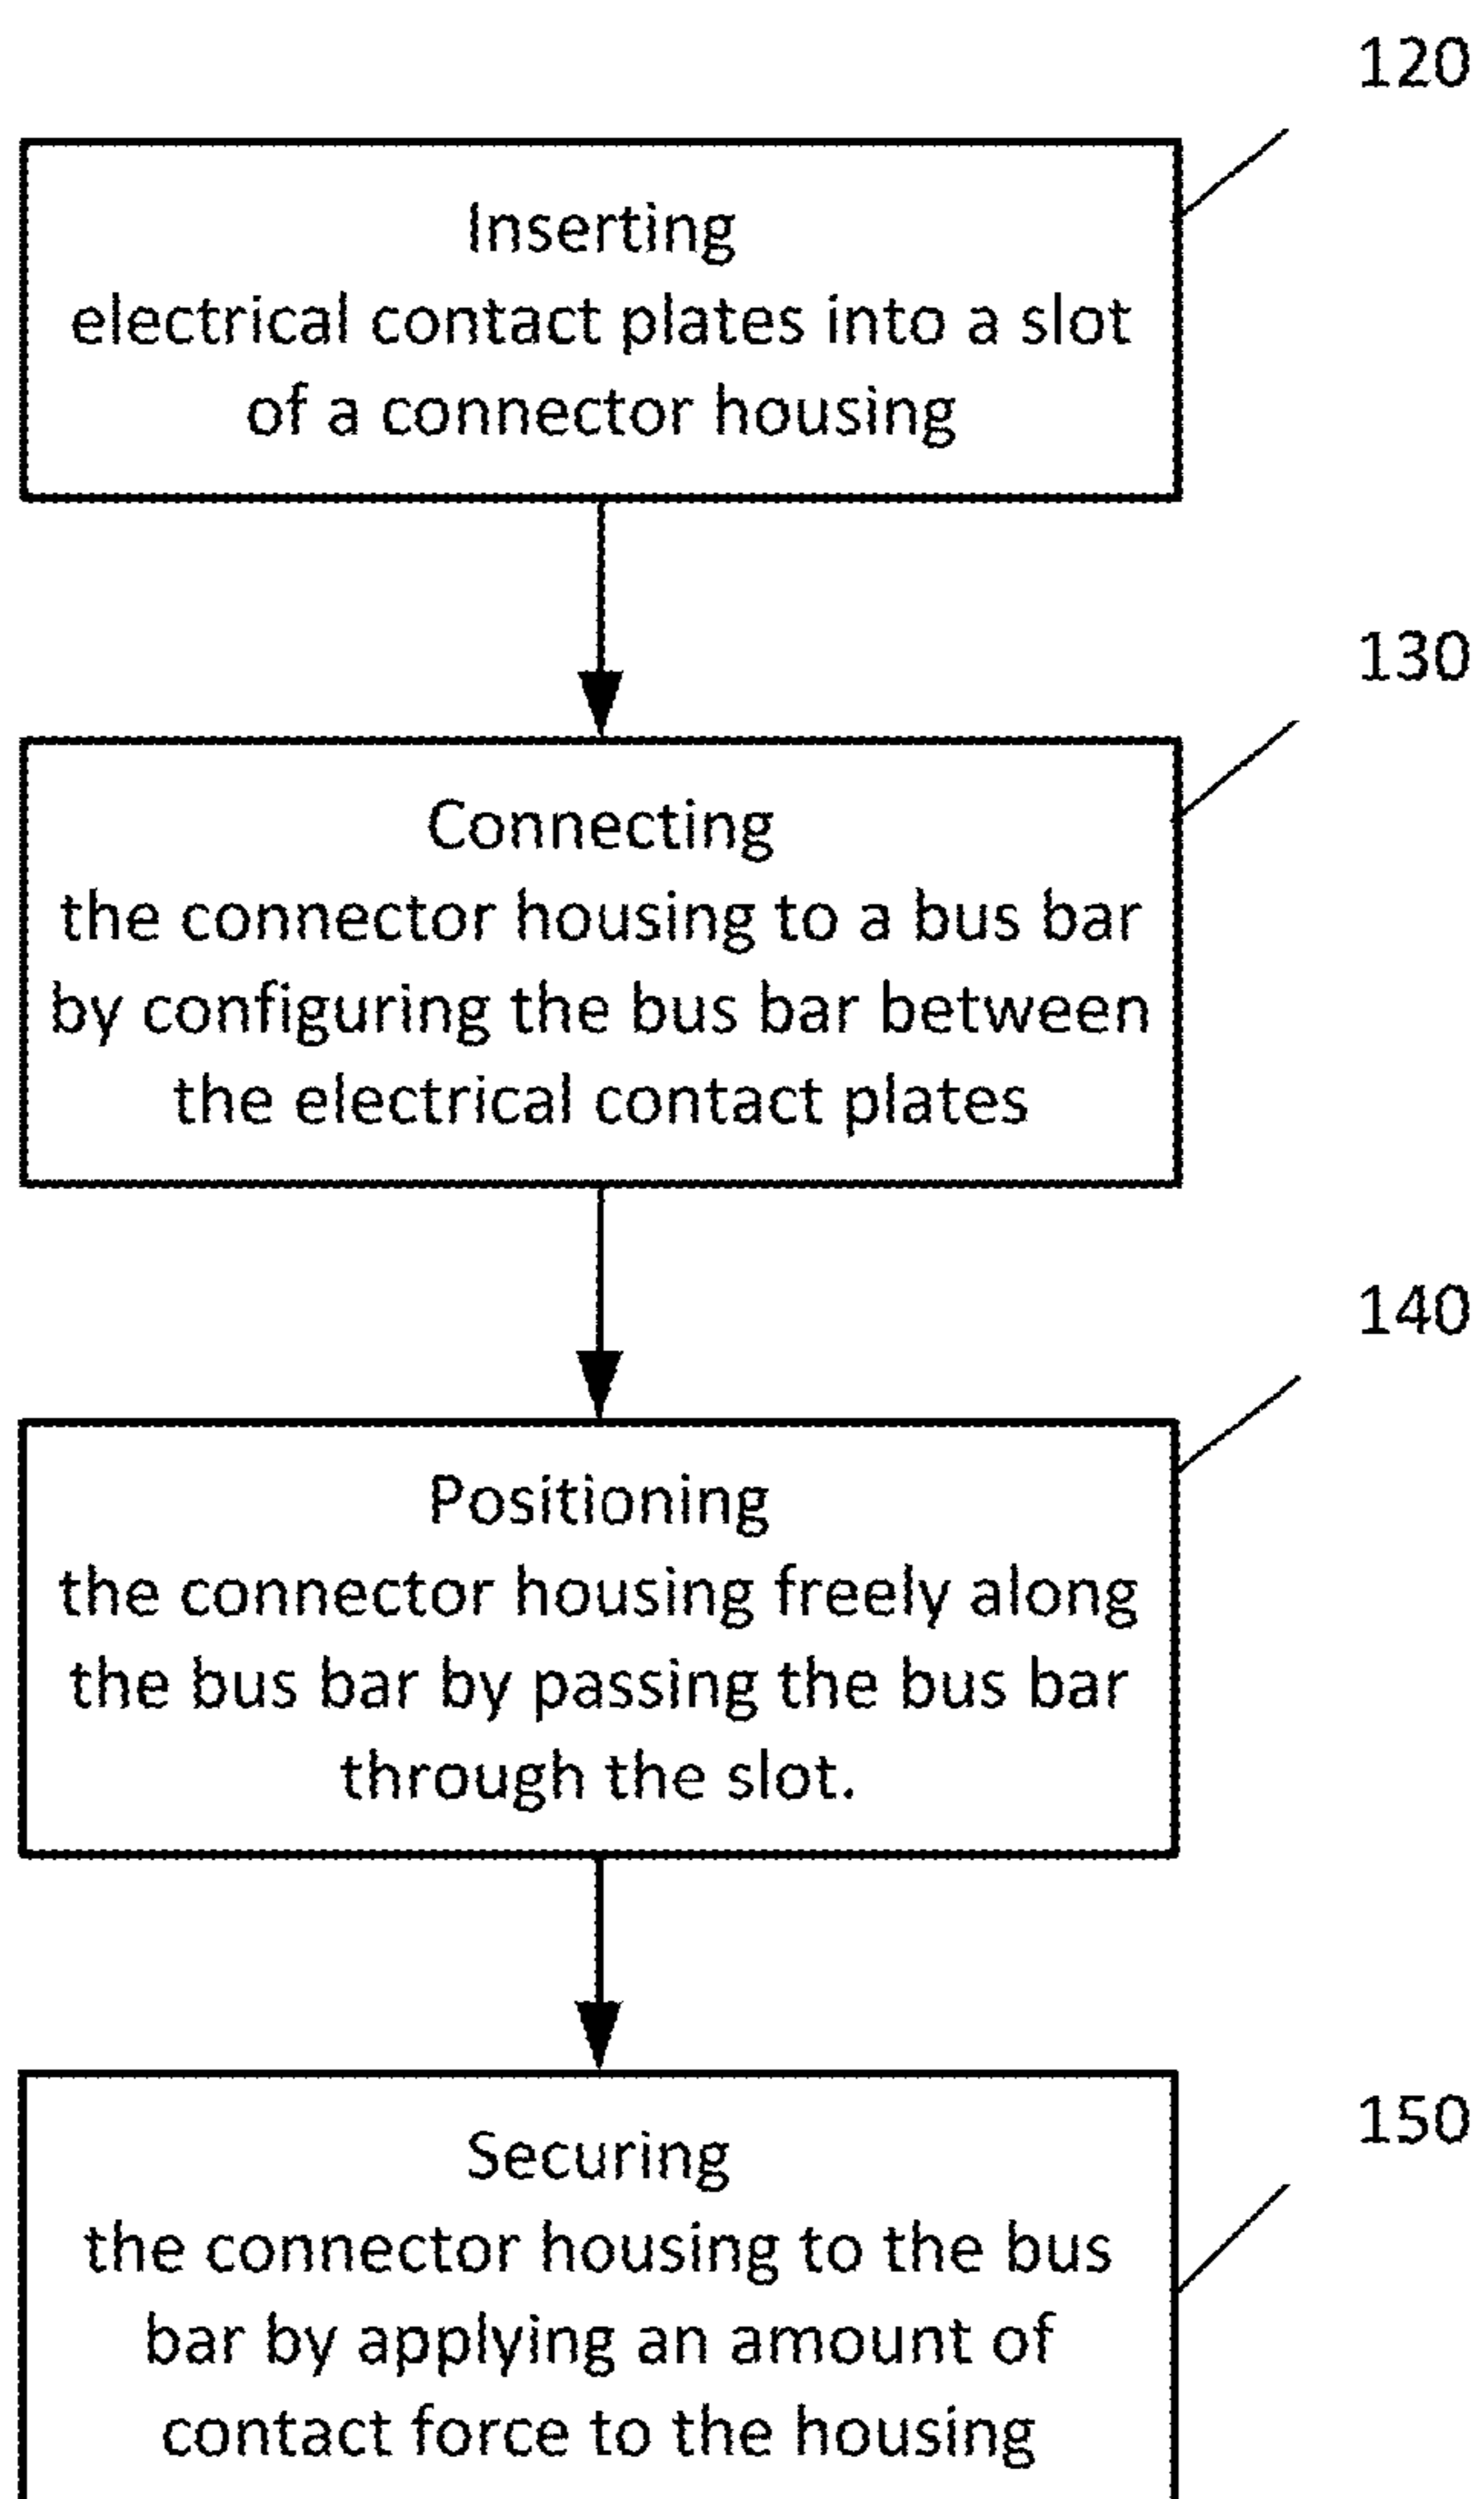 120
Inserting
electrical contact plates into a slot
of a connector housing
130
Connecting
the connector housing to a bus bar
by configuring the bus bar between
the electrical contact plates
140
Positioning
the connector housing freely along
the bus bar by passing the bus bar
through the slot.
150
Securing
the connector housing to the bus
bar by applying an amount of
contact force to the housing